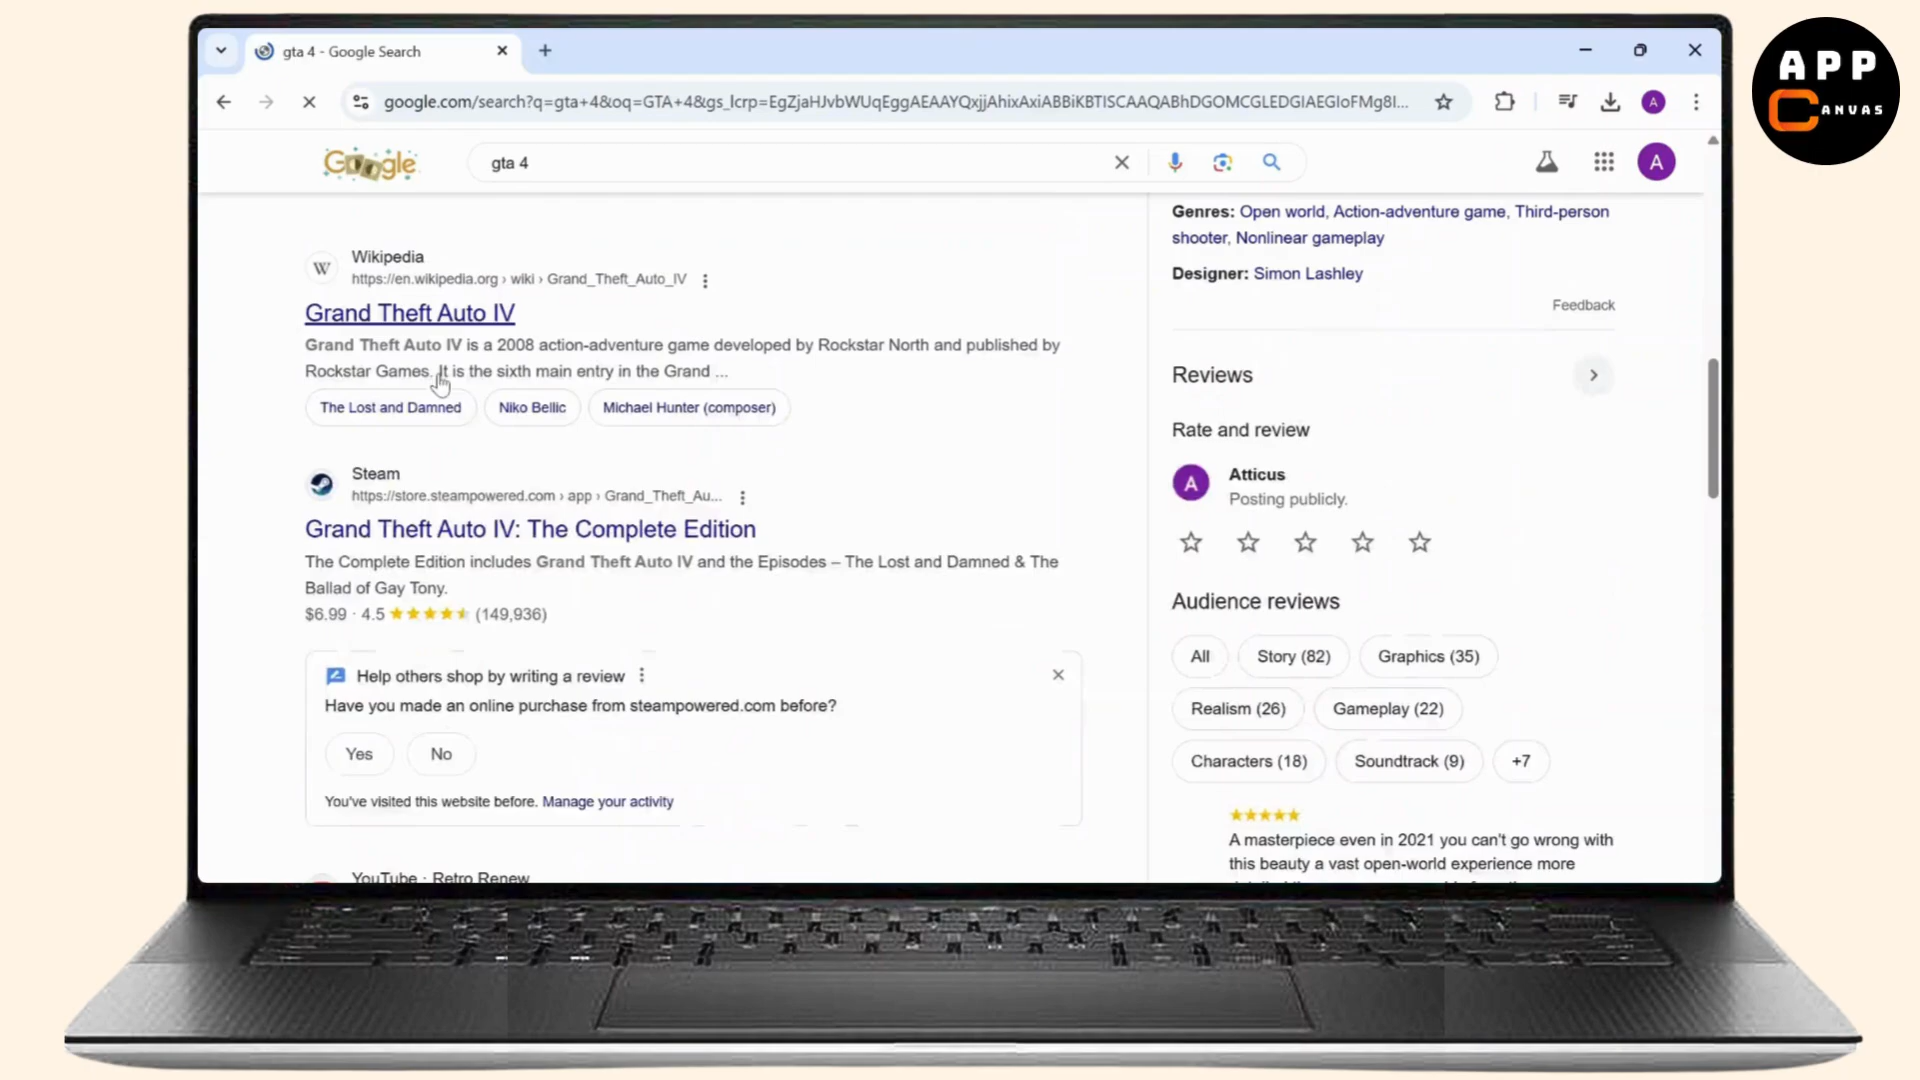 APP
CANVAS
gta 4 - Google Search
google.com/search?q=gta+4&oq=GTA+4&gs_lcrp=EgZjaHJvbWUqEggAEAAYQxjjAhixAxiABBiKBTISCAAQABhDGOMCGLEDGIAEGIoFMg8I...
A
Google
gta 4
A
Wikipedia
https://en.wikipedia.org › wiki › Grand_Theft_Auto_IV
W
Grand Theft Auto IV
Grand Theft Auto IV is a 2008 action-adventure game developed by Rockstar North and published by
Rockstar Games. It is the sixth main entry in the Grand ...
The Lost and Damned
Niko Bellic
Michael Hunter (composer)
Steam
https://store.steampowered.com › app › Grand_Theft_Au...
Grand Theft Auto IV: The Complete Edition
The Complete Edition includes Grand Theft Auto IV and the Episodes – The Lost and Damned & The
Ballad of Gay Tony.
$6.99 · 4.5 ★★★★★ (149,936)
Help others shop by writing a review
Have you made an online purchase from steampowered.com before?
Yes
No
You've visited this website before. Manage your activity
YouTube · Retro Renew
Genres: Open world, Action-adventure game, Third-person
shooter, Nonlinear gameplay
Designer: Simon Lashley
Feedback
Reviews
Rate and review
A
Atticus
Posting publicly.
Audience reviews
All
Story (82)
Graphics (35)
Realism (26)
Gameplay (22)
Characters (18)
Soundtrack (9)
+7
★★★★★
A masterpiece even in 2021 you can't go wrong with
this beauty a vast open-world experience more